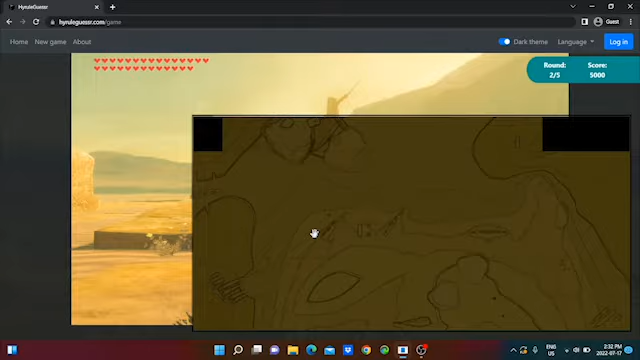 HyruleGuessr
hyruleguessr.com/game
Guest
Home New game About
Dark theme Language Log in
Round: Score:
2/5 5000
ENG
US
2:32 PM
2022-07-17